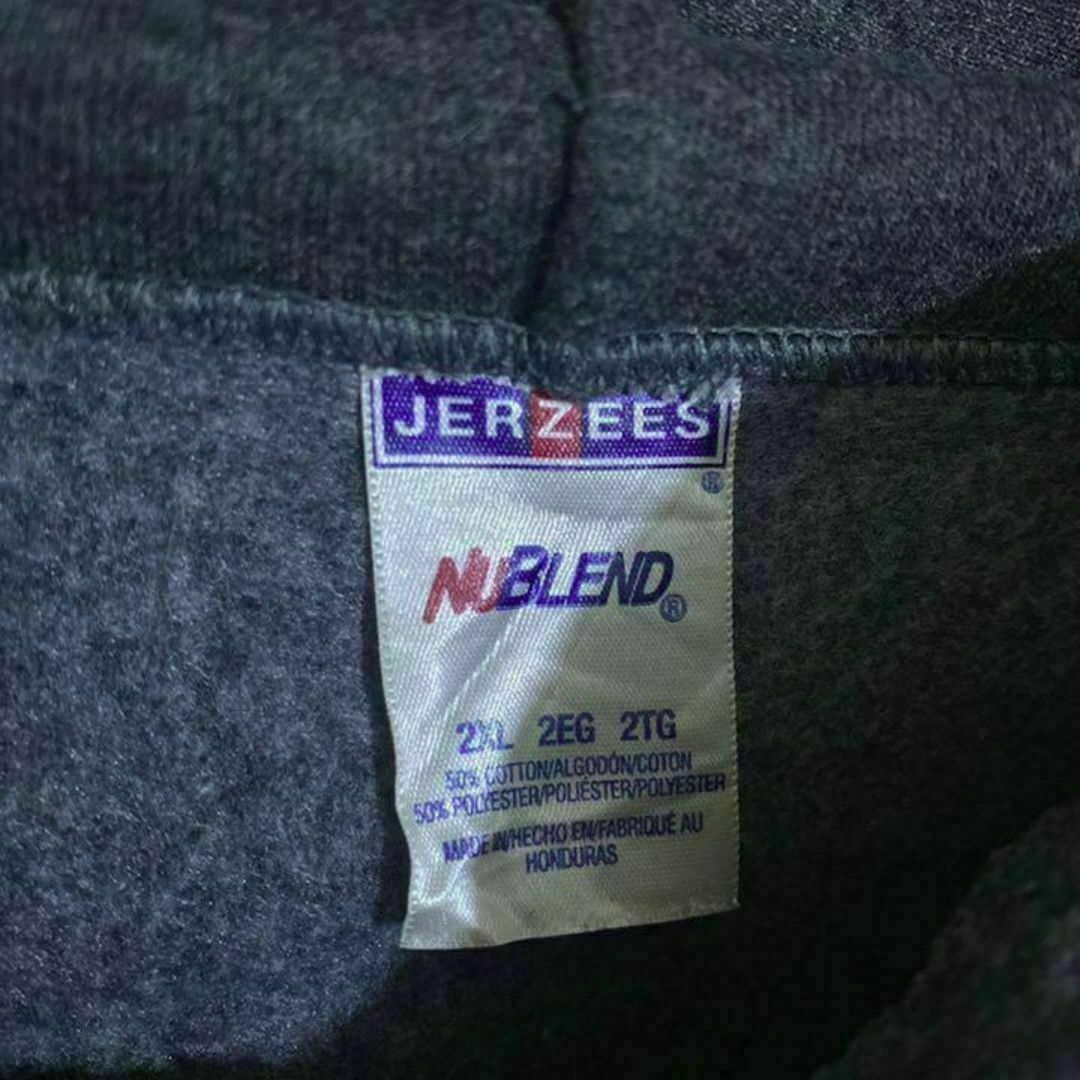 JERZEES
®
NUBLEND®
2XL 2EG 2TG
50% COTTON/ALGODÓN/COTON
50% POLYESTER/POLIÉSTER/POLYESTER
MADE IN/HECHO EN/FABRIQUÉ AU
HONDURAS